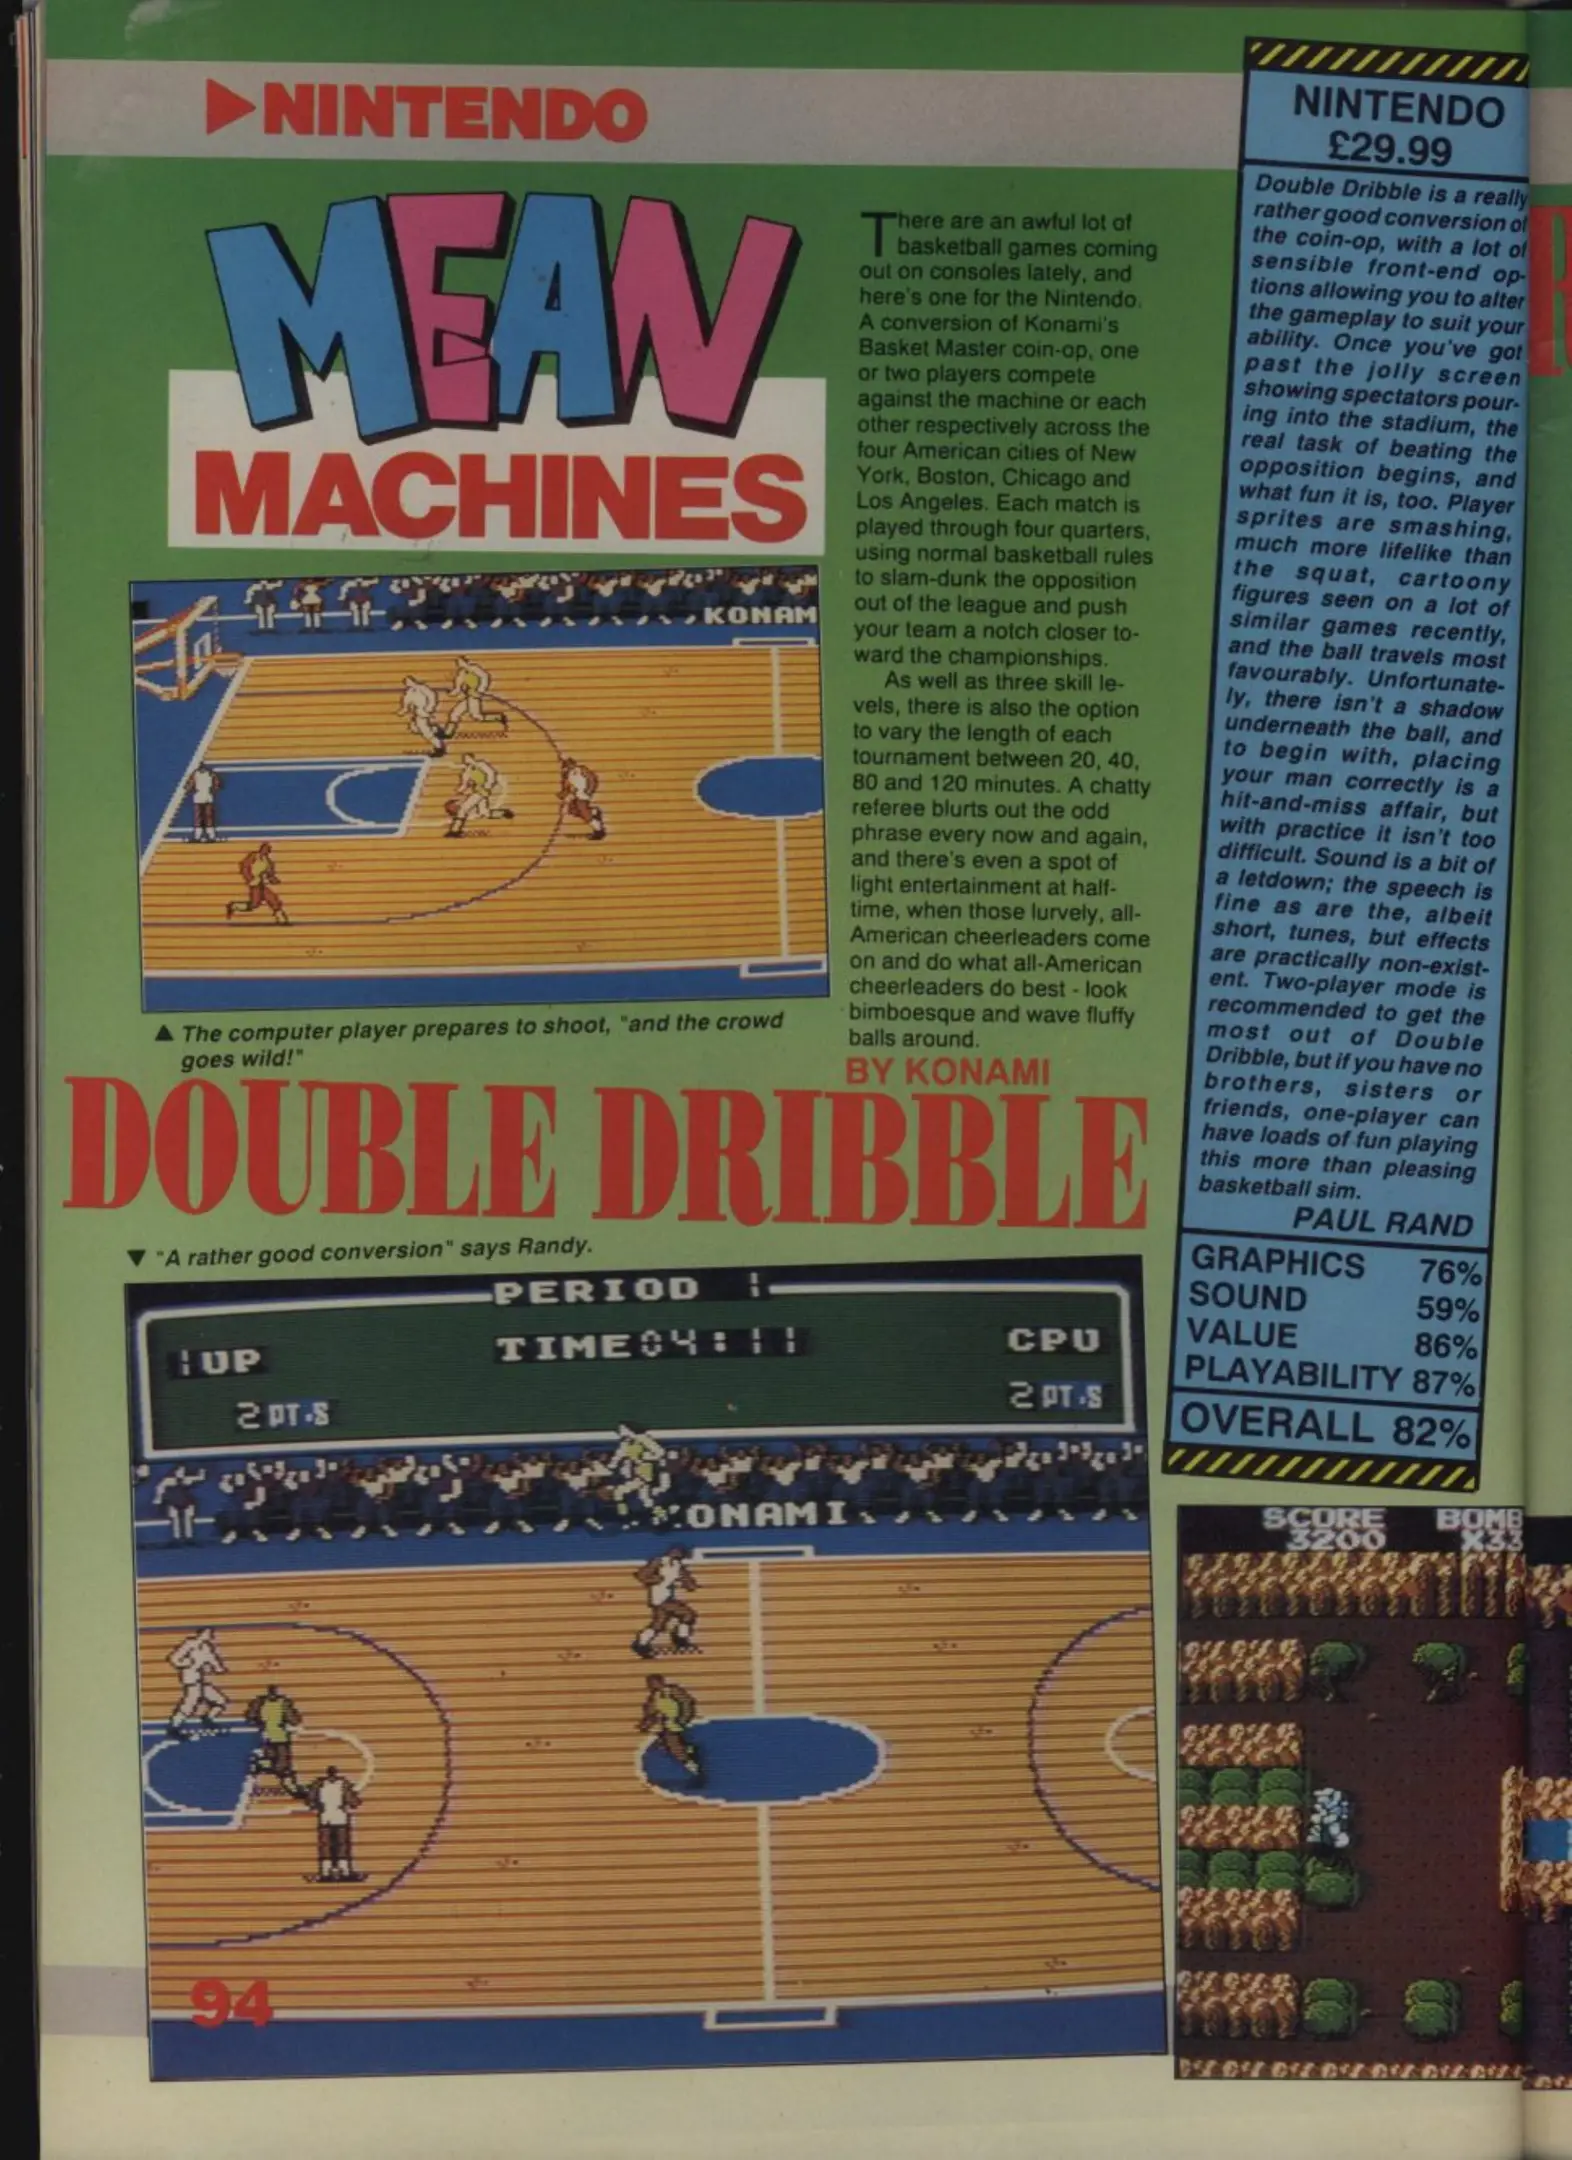 ▶NINTENDO
MEAN
MACHINES
KONAM
▲ The computer player prepares to shoot, "and the crowd
goes wild!"
There are an awful lot of
basketball games coming
out on consoles lately, and
here's one for the Nintendo.
A conversion of Konami's
Basket Master coin-op, one
or two players compete
against the machine or each
other respectively across the
four American cities of New
York, Boston, Chicago and
Los Angeles. Each match is
played through four quarters,
using normal basketball rules
to slam-dunk the opposition
out of the league and push
your team a notch closer to-
ward the championships.
As well as three skill le-
vels, there is also the option
to vary the length of each
tournament between 20, 40,
80 and 120 minutes. A chatty
referee blurts out the odd
phrase every now and again,
and there's even a spot of
light entertainment at half-
time, when those lurvely, all-
American cheerleaders come
on and do what all-American
cheerleaders do best - look
bimboesque and wave fluffy
balls around.
BY KONAMI
DOUBLE DRIBBLE
▼ "A rather good conversion" says Randy.
PERIOD 1
1UP TIME04:11 CPU
2 PT.S 2 PT.S
KONAMI
94
NINTENDO
£29.99
Double Dribble is a really
rather good conversion of
the coin-op, with a lot of
sensible front-end op-
tions allowing you to alter
the gameplay to suit your
ability. Once you've got
past the jolly screen
showing spectators pour-
ing into the stadium, the
real task of beating the
opposition begins, and
what fun it is, too. Player
sprites are smashing,
much more lifelike than
the squat, cartoony
figures seen on a lot of
similar games recently,
and the ball travels most
favourably. Unfortunate-
ly, there isn't a shadow
underneath the ball, and
to begin with, placing
your man correctly is a
hit-and-miss affair, but
with practice it isn't too
difficult. Sound is a bit of
a letdown; the speech is
fine as are the, albeit
short, tunes, but effects
are practically non-exist-
ent. Two-player mode is
recommended to get the
most out of Double
Dribble, but if you have no
brothers, sisters or
friends, one-player can
have loads of fun playing
this more than pleasing
basketball sim.
PAUL RAND
GRAPHICS 76%
SOUND 59%
VALUE 86%
PLAYABILITY 87%
OVERALL 82%
SCORE BOMB
3200 X33